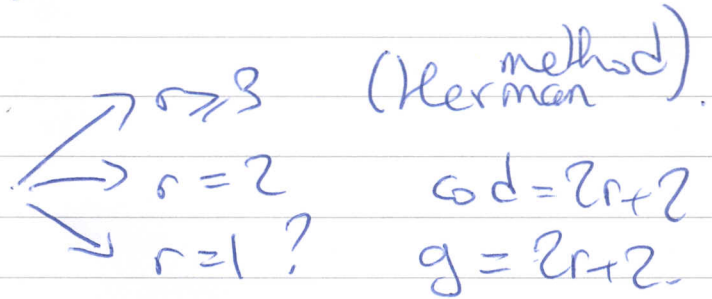 r ⩾ 3 (Herman method).
r = 2 cod = 2r+2
r = 1 ? g = 2r+2.